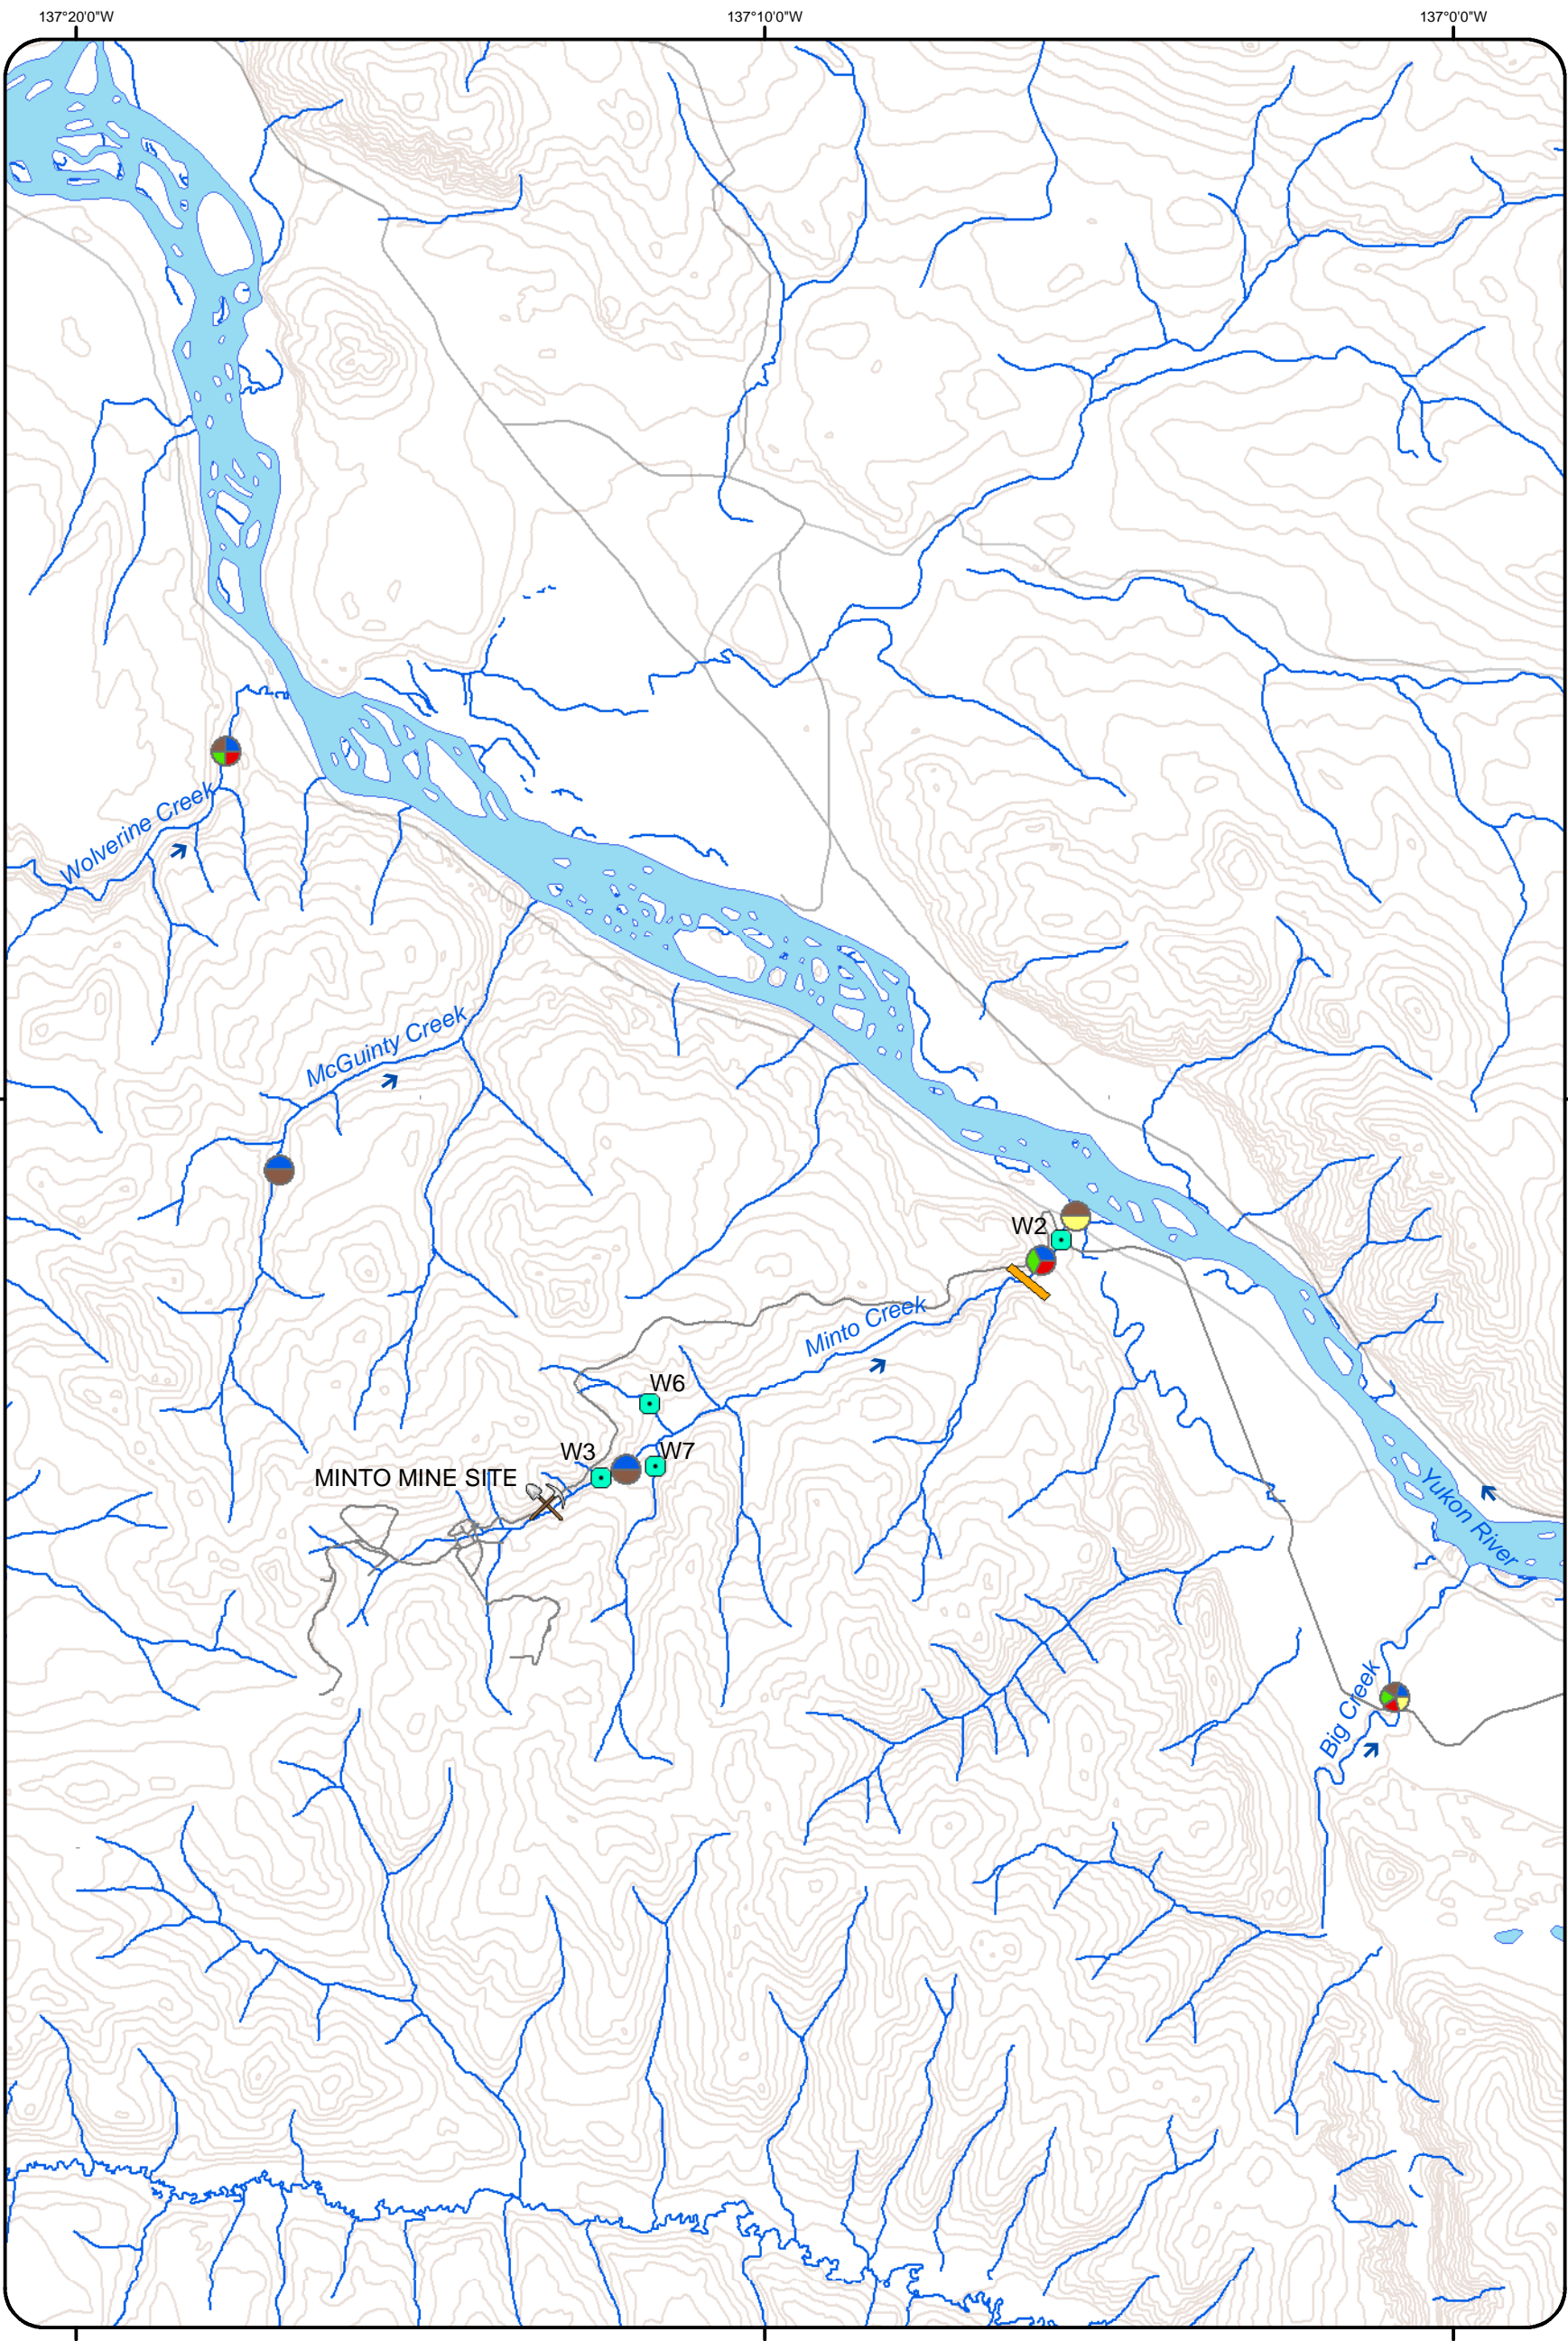 137°20'0"W
137°10'0"W
137°0'0"W
Wolverine Creek
McGuinty Creek
W2
Minto Creek
W6
W3
W7
MINTO MINE SITE
Yukon River
Big Creek